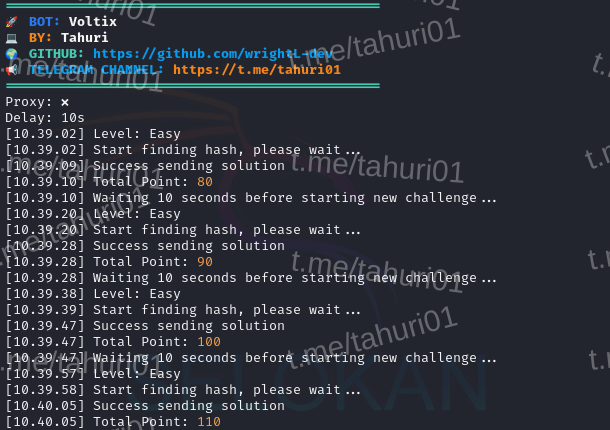 BOT: Voltix
BY: Tahuri
GITHUB: https://github.com/wrightL-dev
TELEGRAM CHANNEL: https://t.me/tahuri01
Proxy: ×
Delay: 10s
[10.39.02] Level: Easy
[10.39.02] Start finding hash, please wait...
[10.39.09] Success sending solution
[10.39.10] Total Point: 80
[10.39.10] Waiting 10 seconds before starting new challenge...
[10.39.20] Level: Easy
[10.39.20] Start finding hash, please wait...
[10.39.28] Success sending solution
[10.39.28] Total Point: 90
[10.39.28] Waiting 10 seconds before starting new challenge...
[10.39.38] Level: Easy
[10.39.39] Start finding hash, please wait...
[10.39.47] Success sending solution
[10.39.47] Total Point: 100
[10.39.47] Waiting 10 seconds before starting new challenge...
[10.39.57] Level: Easy
[10.39.58] Start finding hash, please wait...
[10.40.05] Success sending solution
[10.40.05] Total Point: 110
t.me/tahuri01
t.me/tahuri01
t.me/tahuri01
t.me/tahuri01
t.me/tahuri01